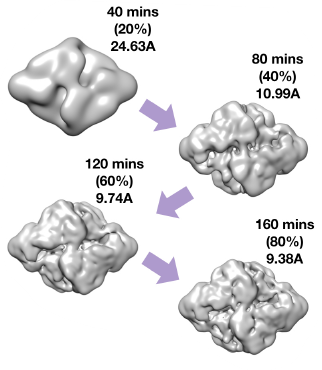 40 mins
(20%)
24.63A
80 mins
(40%)
10.99A
120 mins
(60%)
9.74A
160 mins
(80%)
9.38A